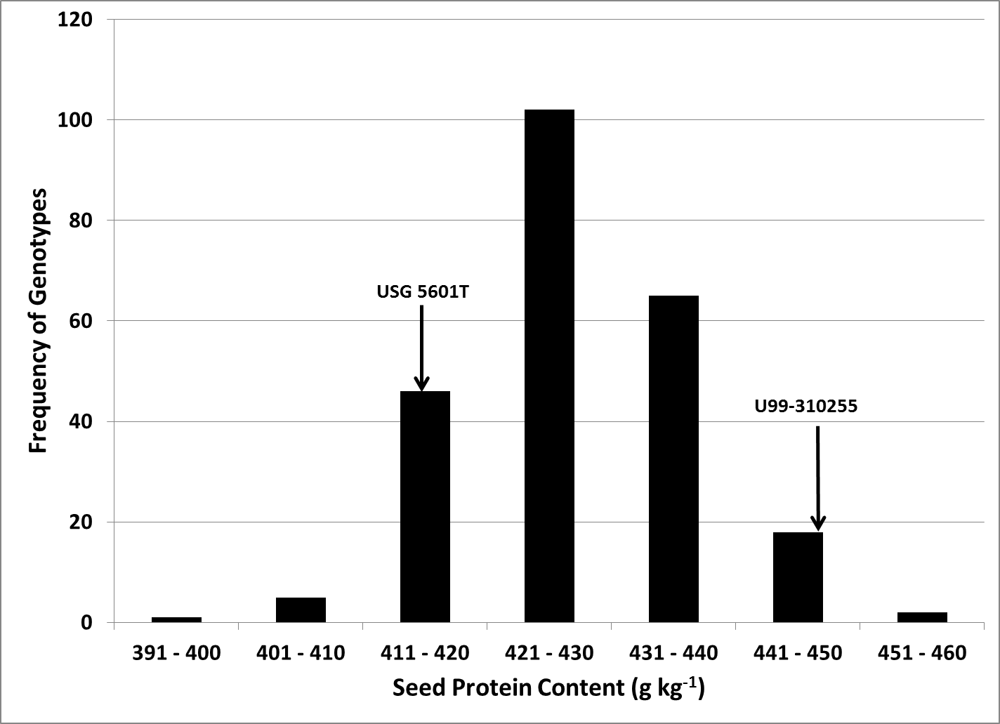 120
100
80
60
40
20
0
Frequency of Genotypes
USG 5601T
U99-310255
391 - 400 401 - 410 411 - 420 421 - 430 431 - 440 441 - 450 451 - 460
Seed Protein Content (g kg-1)